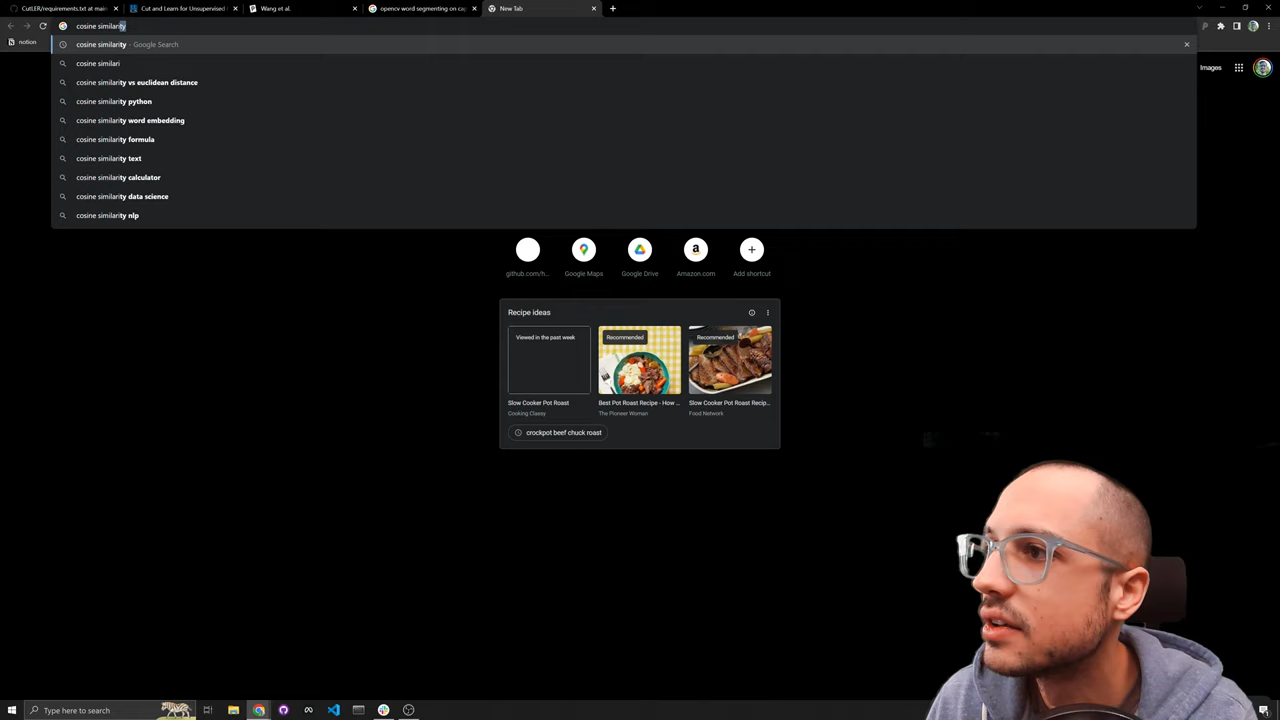 CutLER/requirements.txt at main
Cut and Learn for Unsupervised
Wang et al.
opencv word segmenting on cap
New Tab
cosine similarity
notion
cosine similarity - Google Search
cosine similari
cosine similarity vs euclidean distance
cosine similarity python
cosine similarity word embedding
cosine similarity formula
cosine similarity text
cosine similarity calculator
cosine similarity data science
cosine similarity nlp
Images
github.com/h...
Google Maps
Google Drive
Amazon.com
Add shortcut
Recipe ideas
Viewed in the past week
Recommended
Recommended
Slow Cooker Pot Roast
Cooking Classy
Best Pot Roast Recipe - How ...
The Pioneer Woman
Slow Cooker Pot Roast Recip...
Food Network
crockpot beef chuck roast
Type here to search